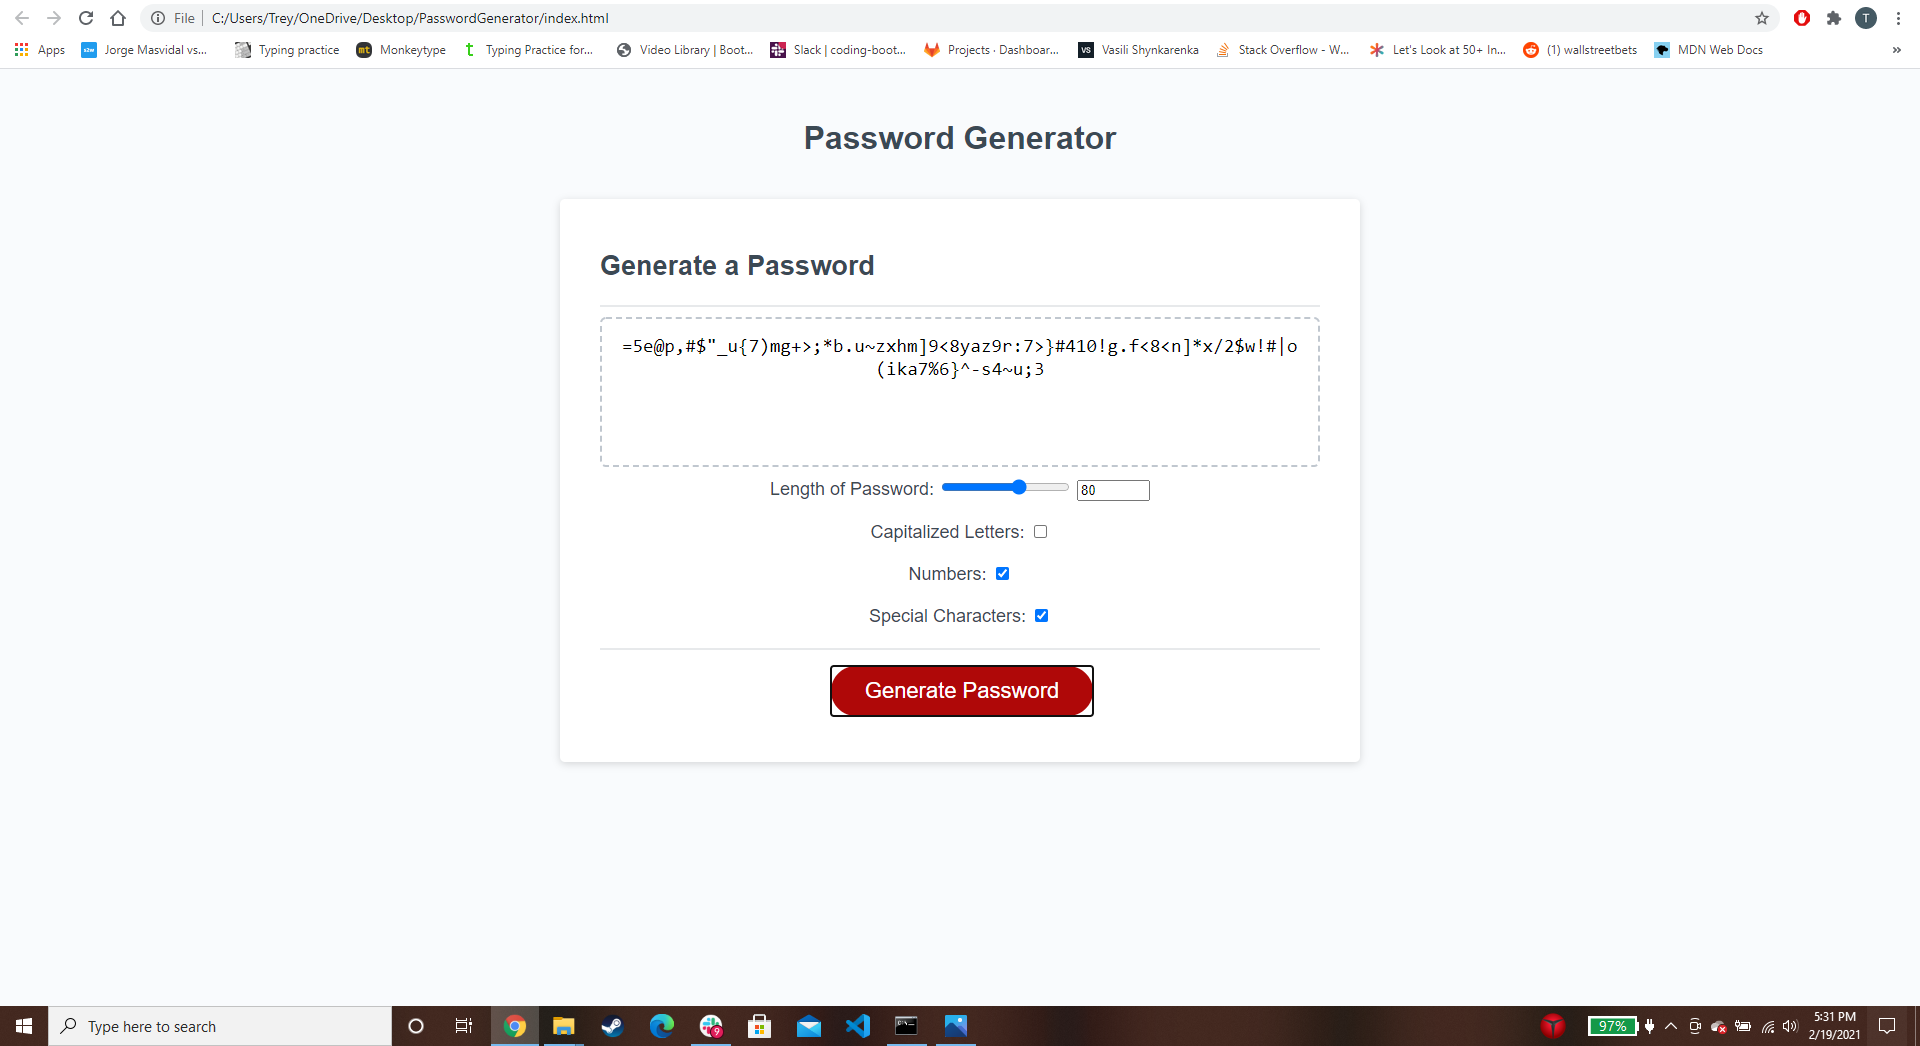 File
C:/Users/Trey/OneDrive/Desktop/PasswordGenerator/index.html
T
Apps
s2w
Jorge Masvidal vs...
Typing practice
mt
Monkeytype
t
Typing Practice for...
Video Library | Boot...
Slack | coding-boot...
Projects · Dashboar...
VS
Vasili Shynkarenka
Stack Overflow - W...
Let's Look at 50+ In...
(1) wallstreetbets
MDN Web Docs
»
Password Generator
Generate a Password
=5e@p,#$"_u{7)mg+>;*b.u~zxhm]9<8yaz9r:7>}#410!g.f<8<n]*x/2$w!#|o
(ika7%6}^-s4~u;3
Length of Password:
80
Capitalized Letters:
Numbers:
Special Characters:
Generate Password
Type here to search
9
97%
5:31 PM
2/19/2021